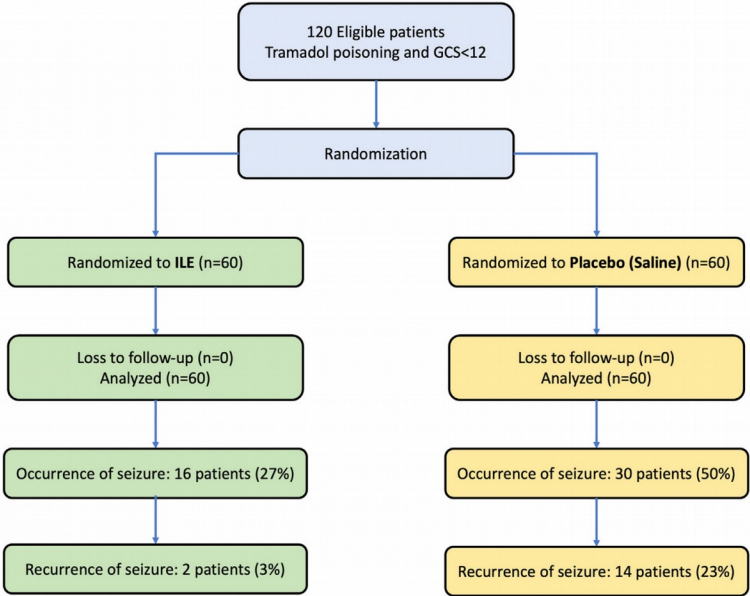 120 Eligible patients
Tramadol poisoning and GCS<12
Randomization
Randomized to ILE (n=60)
Randomized to Placebo (Saline) (n=60)
Loss to follow-up (n=0)
Analyzed (n=60)
Loss to follow-up (n=0)
Analyzed (n=60)
Occurrence of seizure: 16 patients (27%)
Occurrence of seizure: 30 patients (50%)
Recurrence of seizure: 2 patients (3%)
Recurrence of seizure: 14 patients (23%)